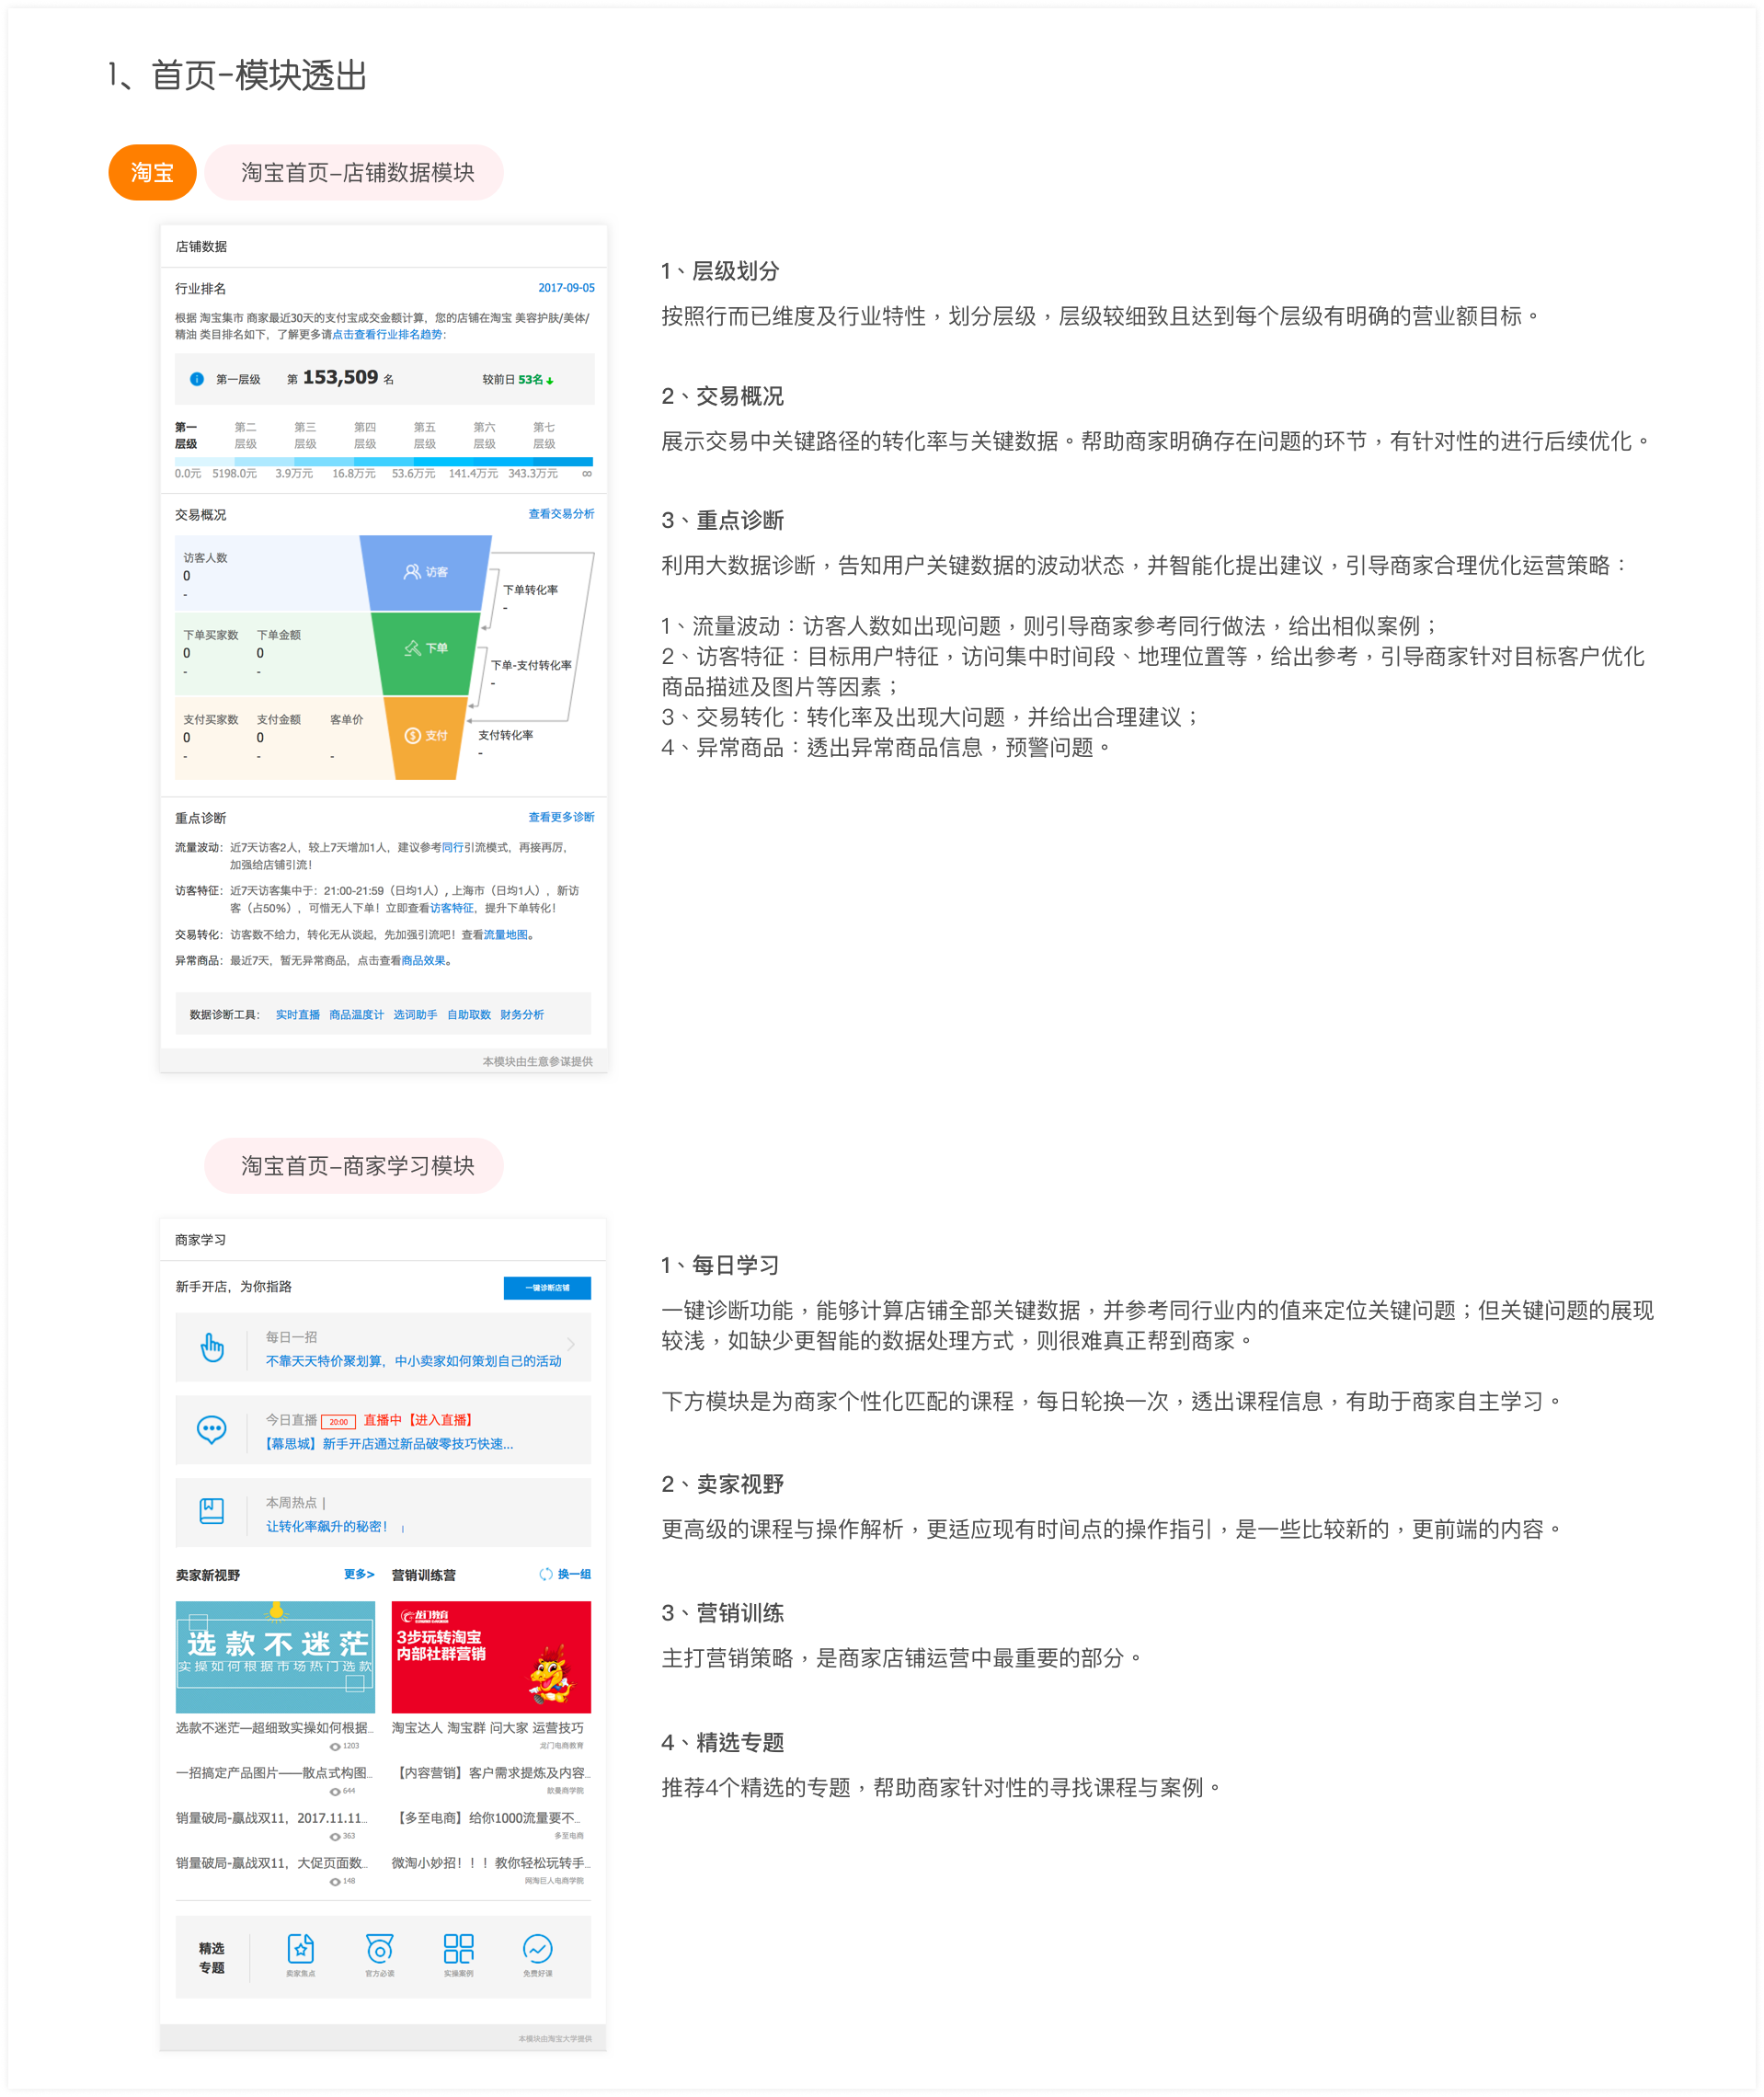 1、首页-模块透出
淘宝
淘宝首页-店铺数据模块
店铺数据
行业排名
2017-09-05
根据 淘宝集市 商家最近30天的支付宝成交金额计算，您的店铺在淘宝 美容护肤/美体/
精油 类目排名如下，了解更多请点击查看行业排名趋势：
第一层级 第 153,509 名 较前日 53名
第一 第二 第三 第四 第五 第六 第七
层级 层级 层级 层级 层级 层级 层级
0.0元 5198.0元 3.9万元 16.8万元 53.6万元 141.4万元 343.3万元 ∞
交易概况
查看交易分析
访客人数
0
-
访客
下单转化率
-
下单买家数 下单金额
0 0
- -
下单
下单-支付转化率
-
支付买家数 支付金额 客单价
0 0
- - -
支付
支付转化率
-
重点诊断
查看更多诊断
流量波动：近7天访客2人，较上7天增加1人，建议参考同行引流模式，再接再厉，
加强给店铺引流！
访客特征：近7天访客集中于：21:00-21:59（日均1人）, 上海市（日均1人），新访
客（占50%），可惜无人下单！立即查看访客特征，提升下单转化！
交易转化：访客数不给力，转化无从谈起，先加强引流吧！查看流量地图。
异常商品：最近7天，暂无异常商品，点击查看商品效果。
数据诊断工具： 实时直播 商品温度计 选词助手 自助取数 财务分析
本模块由生意参谋提供
1、层级划分
按照行而已维度及行业特性，划分层级，层级较细致且达到每个层级有明确的营业额目标。
2、交易概况
展示交易中关键路径的转化率与关键数据。帮助商家明确存在问题的环节，有针对性的进行后续优化。
3、重点诊断
利用大数据诊断，告知用户关键数据的波动状态，并智能化提出建议，引导商家合理优化运营策略：
1、流量波动：访客人数如出现问题，则引导商家参考同行做法，给出相似案例；
2、访客特征：目标用户特征，访问集中时间段、地理位置等，给出参考，引导商家针对目标客户优化
商品描述及图片等因素；
3、交易转化：转化率及出现大问题，并给出合理建议；
4、异常商品：透出异常商品信息，预警问题。
淘宝首页-商家学习模块
商家学习
新手开店，为你指路
一键诊断店铺
每日一招
不靠天天特价聚划算，中小卖家如何策划自己的活动
今日直播 20:00 直播中【进入直播】
【幕思城】新手开店通过新品破零技巧快速...
本周热点 |
让转化率飙升的秘密！
卖家新视野 更多>
营销训练营 换一组
选款不迷茫
实操如何根据市场热门选款
龙门教育
3步玩转淘宝
内部社群营销
选款不迷茫—超细致实操如何根据...
1203
淘宝达人 淘宝群 问大家 运营技巧
龙门电商教育
一招搞定产品图片——散点式构图...
644
【内容营销】客户需求提炼及内容...
歆曼商学院
销量破局-赢战双11，2017.11.11...
363
【多至电商】给你1000流量要不...
多至电商
销量破局-赢战双11，大促页面数...
148
微淘小妙招！！！教你轻松玩转手...
网淘巨人电商学院
精选
专题
卖家焦点 官方必读 实操案例 免费好课
本模块由淘宝大学提供
1、每日学习
一键诊断功能，能够计算店铺全部关键数据，并参考同行业内的值来定位关键问题；但关键问题的展现
较浅，如缺少更智能的数据处理方式，则很难真正帮到商家。
下方模块是为商家个性化匹配的课程，每日轮换一次，透出课程信息，有助于商家自主学习。
2、卖家视野
更高级的课程与操作解析，更适应现有时间点的操作指引，是一些比较新的，更前端的内容。
3、营销训练
主打营销策略，是商家店铺运营中最重要的部分。
4、精选专题
推荐4个精选的专题，帮助商家针对性的寻找课程与案例。